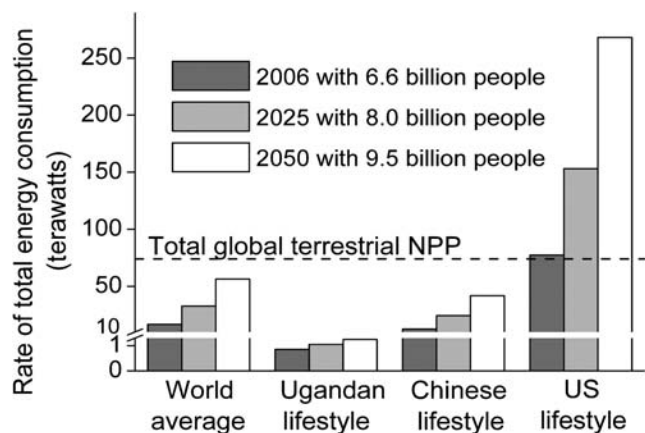 Rate of total energy consumption
(terawatts)
250
200
150
100
50
10
1
0
2006 with 6.6 billion people
2025 with 8.0 billion people
2050 with 9.5 billion people
Total global terrestrial NPP
World
average
Ugandan
lifestyle
Chinese
lifestyle
US
lifestyle